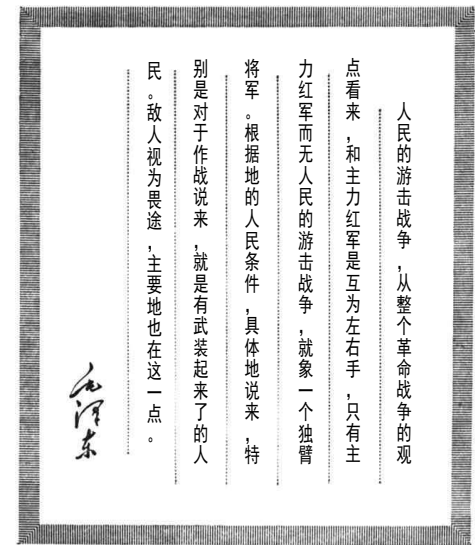 人民的游击战争，从整个革命战争的观
点看来，和主力红军是互为左右手，只有主
力红军而无人民的游击战争，就象一个独臂
将军。根据地的人民条件，具体地说来，特
别是对于作战说来，就是有武装起来了的人
民。敌人视为畏途，主要地也在这一点。
毛泽东